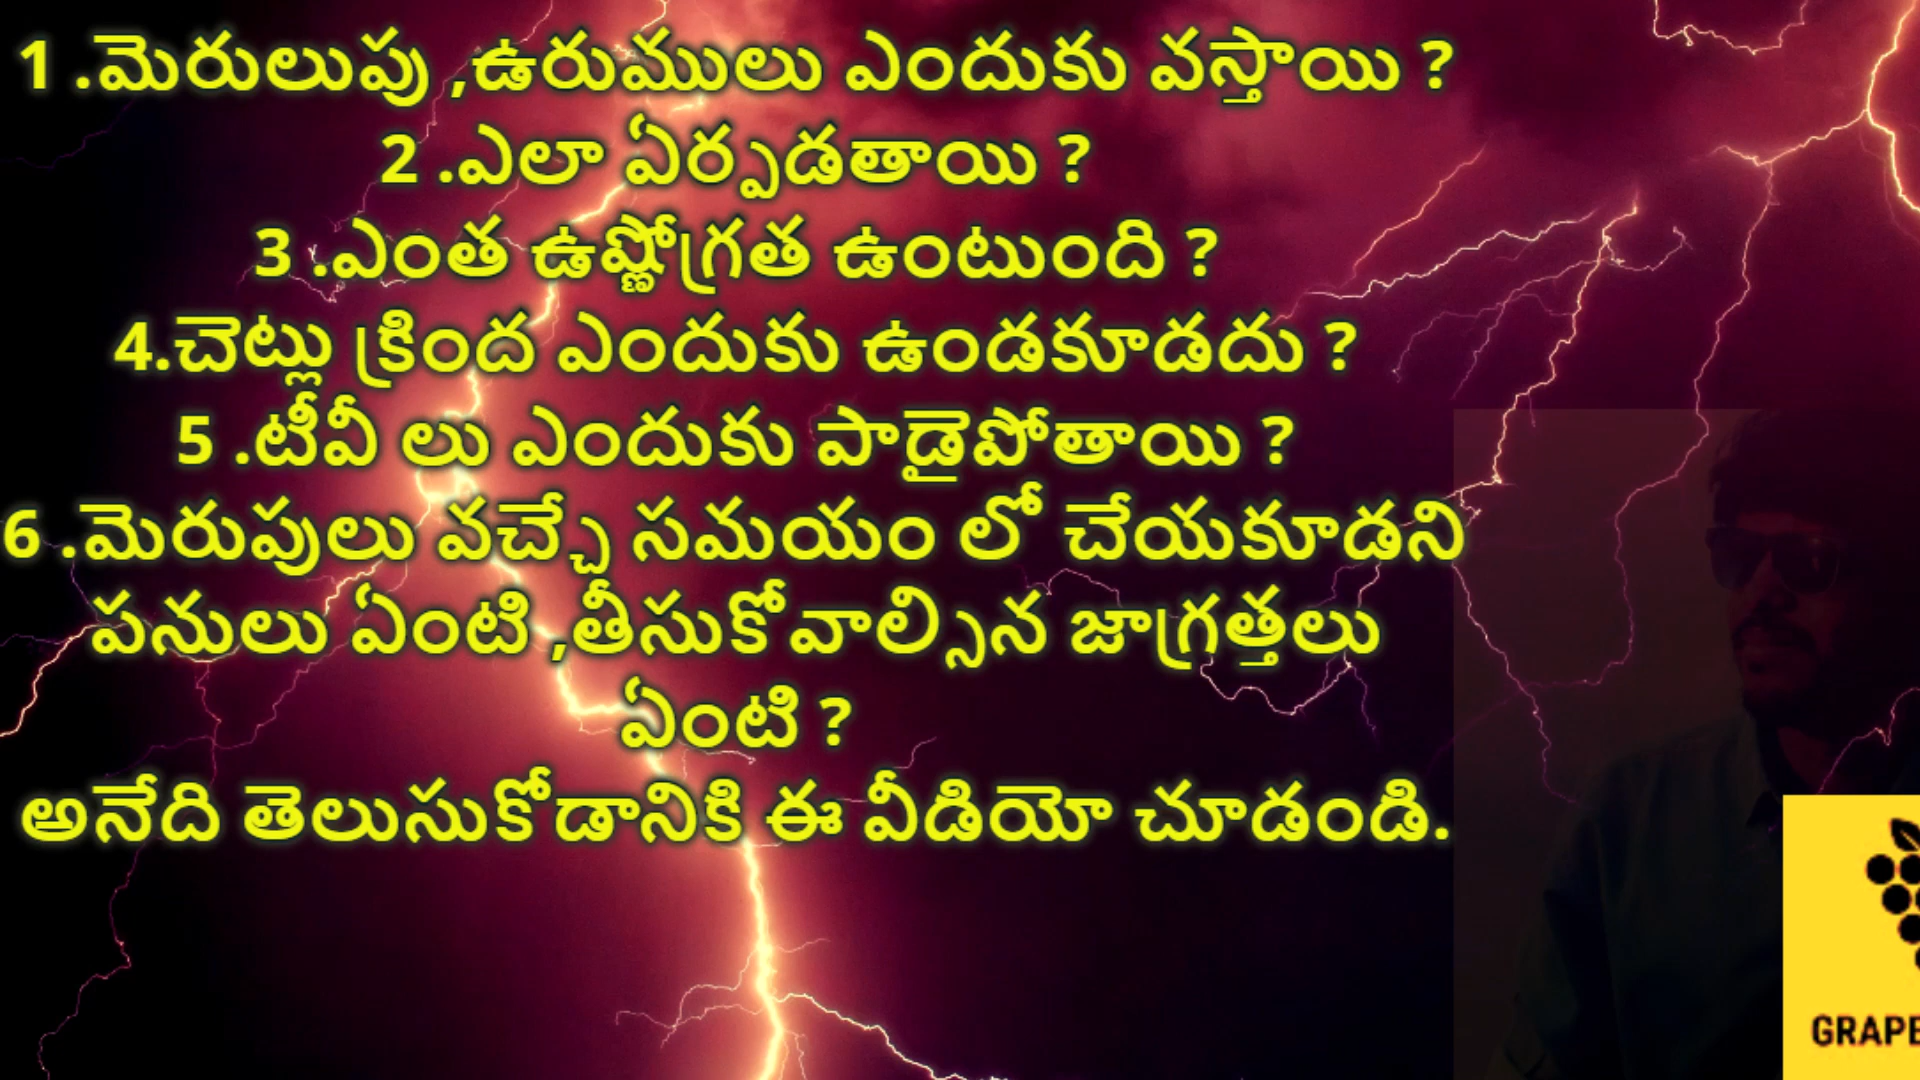 1 .మెరులుపు ,ఉరుములు ఎందుకు వస్తాయి ?
2 .ఎలా ఏర్పడతాయి ?
3 .ఎంత ఉష్ణోగ్రత ఉంటుంది ?
4.చెట్లు క్రింద ఎందుకు ఉండకూడదు ?
5 .టీవీ లు ఎందుకు పాడైపోతాయి ?
6 .మెరుపులు వచ్చే సమయం లో చేయకూడని
పనులు ఏంటి ,తీసుకోవాల్సిన జాగ్రత్తలు
ఏంటి ?
అనేది తెలుసుకోడానికి ఈ వీడియో చూడండి.
GRAPE